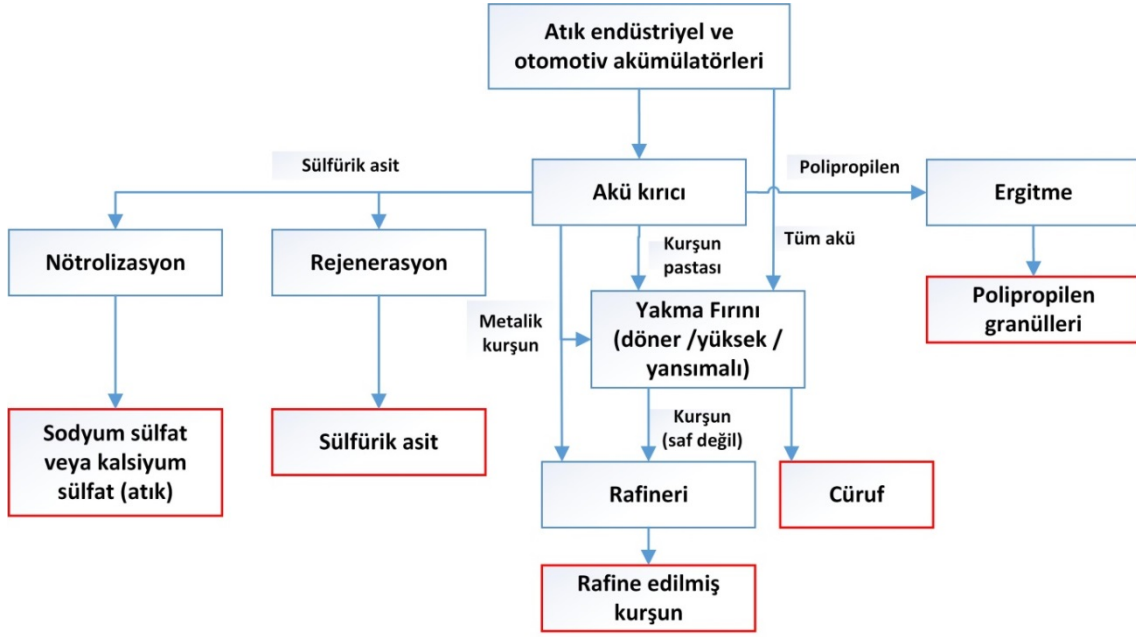 Atık endüstriyel ve
otomotiv akümülatörleri
Sülfürik asit
Polipropilen
Akü kırıcı
Ergitme
Nötrolizasyon
Rejenerasyon
Kurşun
pastası
Tüm akü
Metalik
kurşun
Yakma Fırını
(döner /yüksek /
yansımalı)
Polipropilen
granülleri
Sodyum sülfat
veya kalsiyum
sülfat (atık)
Sülfürik asit
Kurşun
(saf değil)
Rafineri
Cüruf
Rafine edilmiş
kurşun